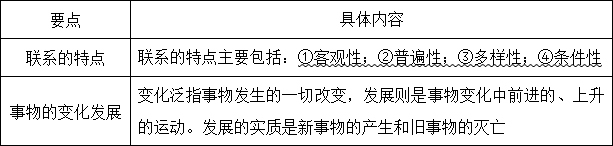 要点 具体内容
联系的特点 联系的特点主要包括：①客观性；②普遍性；③多样性；④条件性
事物的变化发展 变化泛指事物发生的一切改变，发展则是事物变化中前进的、上升
的运动。发展的实质是新事物的产生和旧事物的灭亡